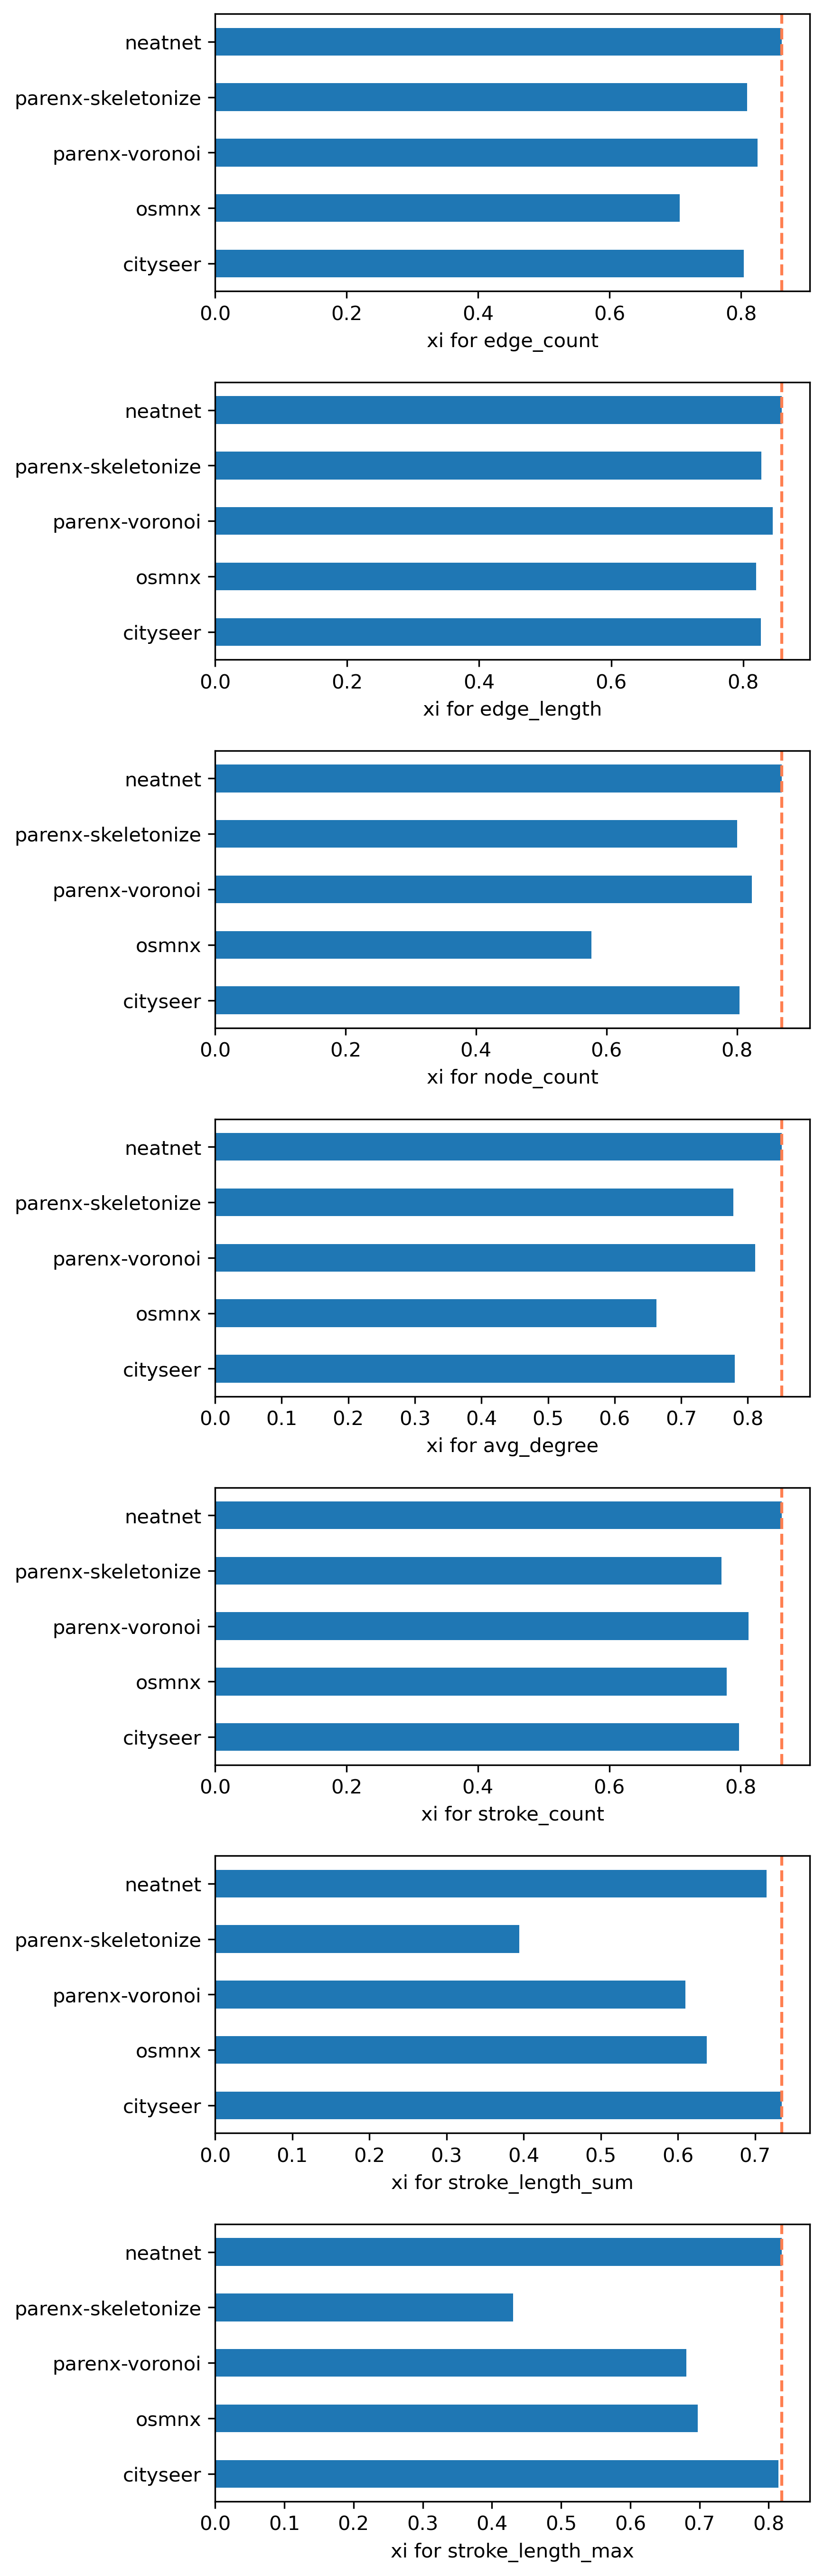 neatnet
parenx-skeletonize
parenx-voronoi
osmnx
cityseer
0.0 0.2 0.4 0.6 0.8
xi for edge_count
neatnet
parenx-skeletonize
parenx-voronoi
osmnx
cityseer
0.0 0.2 0.4 0.6 0.8
xi for edge_length
neatnet
parenx-skeletonize
parenx-voronoi
osmnx
cityseer
0.0 0.2 0.4 0.6 0.8
xi for node_count
neatnet
parenx-skeletonize
parenx-voronoi
osmnx
cityseer
0.0 0.1 0.2 0.3 0.4 0.5 0.6 0.7 0.8
xi for avg_degree
neatnet
parenx-skeletonize
parenx-voronoi
osmnx
cityseer
0.0 0.2 0.4 0.6 0.8
xi for stroke_count
neatnet
parenx-skeletonize
parenx-voronoi
osmnx
cityseer
0.0 0.1 0.2 0.3 0.4 0.5 0.6 0.7
xi for stroke_length_sum
neatnet
parenx-skeletonize
parenx-voronoi
osmnx
cityseer
0.0 0.1 0.2 0.3 0.4 0.5 0.6 0.7 0.8
xi for stroke_length_max